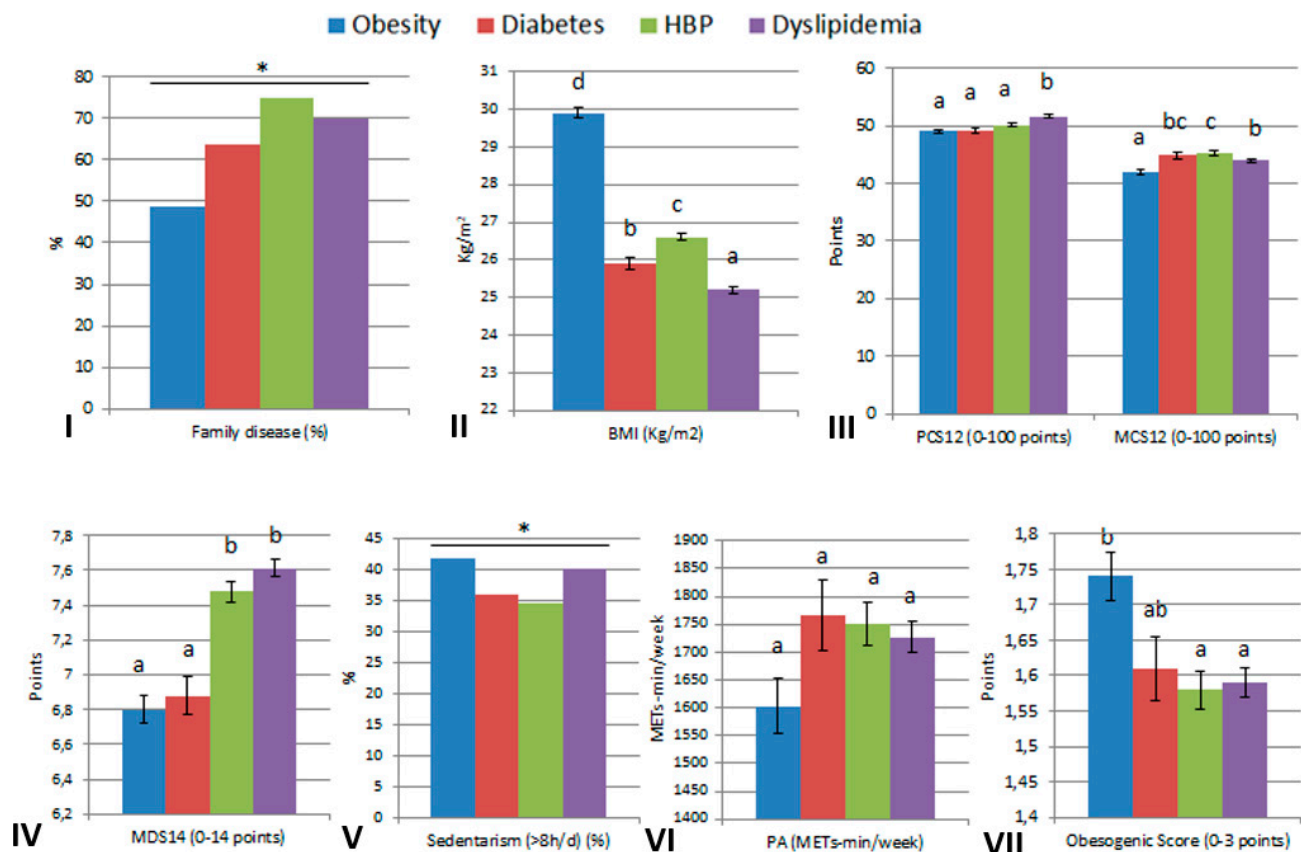 Obesity Diabetes HBP Dyslipidemia
*
80
70
60
50
40
30
20
10
0
%
I
Family disease (%)
31
30
29
28
27
26
25
24
23
22
Kg/m²
d
b
c
a
II
BMI (Kg/m2)
60
50
40
30
20
10
0
Points
a a a b
a bc c b
III
PCS12 (0-100 points) MCS12 (0-100 points)
7,8
7,6
7,4
7,2
7
6,8
6,6
6,4
6,2
Points
a a b b
IV
MDS14 (0-14 points)
*
45
40
35
30
25
20
15
10
5
0
%
V
Sedentarism (>8h/d) (%)
1900
1850
1800
1750
1700
1650
1600
1550
1500
1450
1400
METs-min/week
a a a a
VI
PA (METs-min/week)
1,8
1,75
1,7
1,65
1,6
1,55
1,5
1,45
1,4
Points
b ab a a
VII
Obesogenic Score (0-3 points)